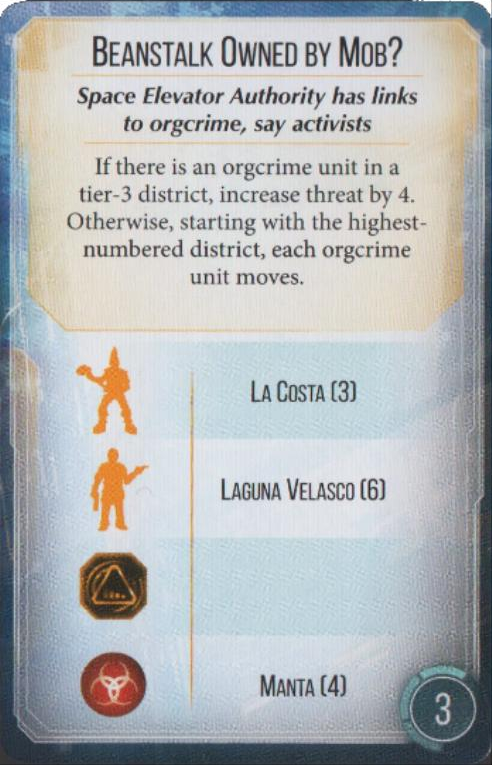 Beanstalk Owned by Mob?
Space Elevator Authority has links
to orgcrime, say activists
If there is an orgcrime unit in a
tier-3 district, increase threat by 4.
Otherwise, starting with the highest-
numbered district, each orgcrime
unit moves.
La Costa (3)
Laguna Velasco (6)
Manta (4)
3